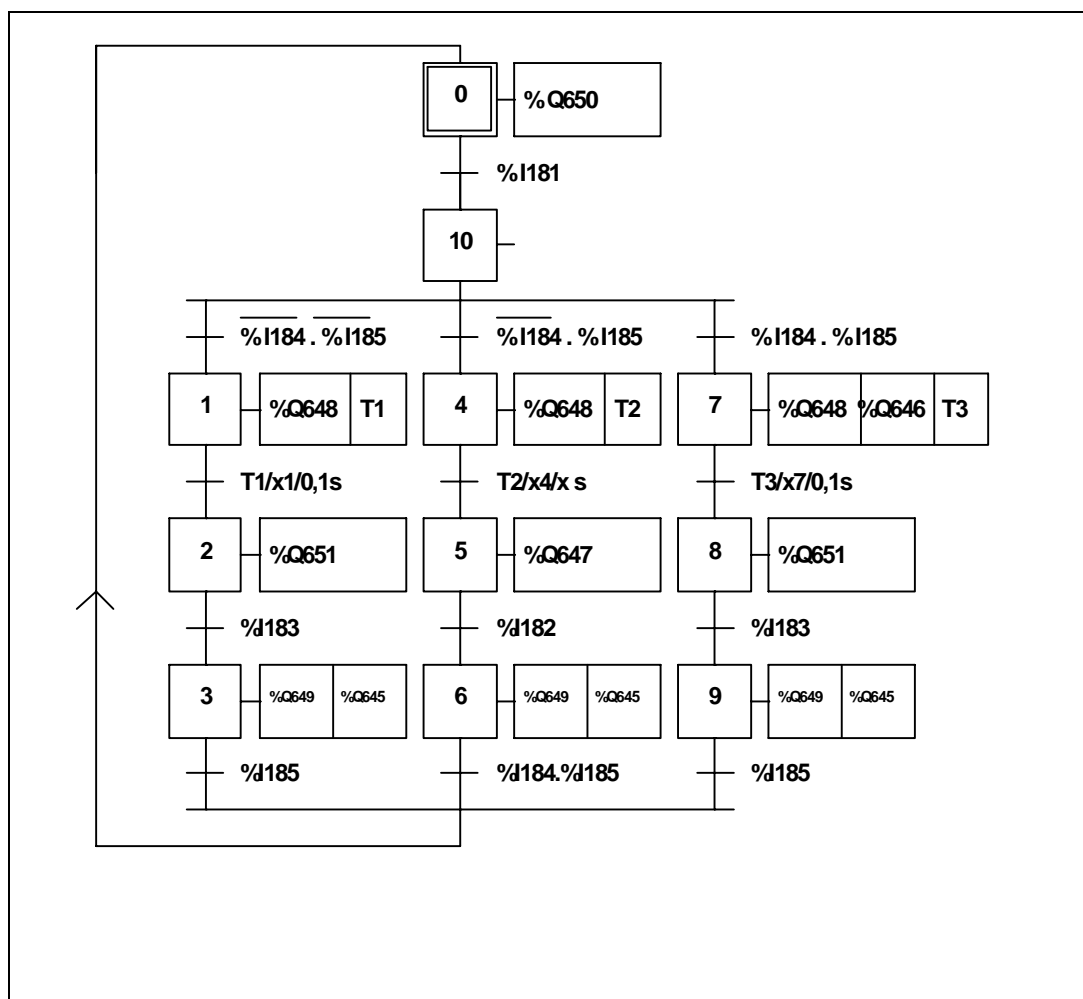 0 %Q650
%I181
10
%I184 . %I185 %I184 . %I185 %I184 . %I185
1 %Q648 T1 4 %Q648 T2 7 %Q648 %Q646 T3
T1/x1/0,1s T2/x4/x s T3/x7/0,1s
2 %Q651 5 %Q647 8 %Q651
%I183 %I182 %I183
3 %Q649 %Q645 6 %Q649 %Q645 9 %Q649 %Q645
%I185 %I184.%I185 %I185